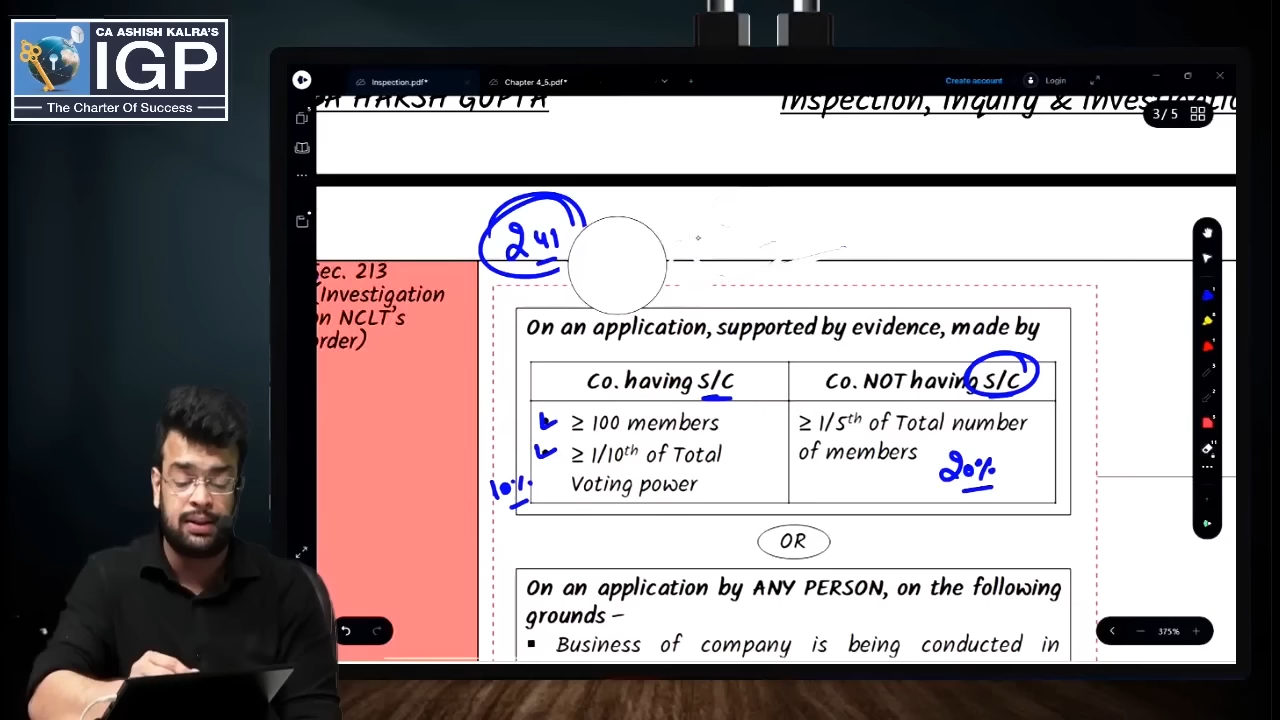 CA ASHISH KALRA'S
IGP
The Charter Of Success
Inspection.pdf*
Chapter 4_5.pdf*
Create account
Login
HARSH GUPTA
Inspection, Inquiry &
3/5
241
Sec. 213
(Investigation
on NCLT's
order)
On an application, supported by evidence, made by
Co. having S/C
Co. NOT having S/C
≥ 100 members
≥ 1/10th of Total
Voting power
10%
≥ 1/5th of Total number
of members
20%
OR
On an application by ANY PERSON, on the following
grounds –
▪ Business of company is being conducted in
375%